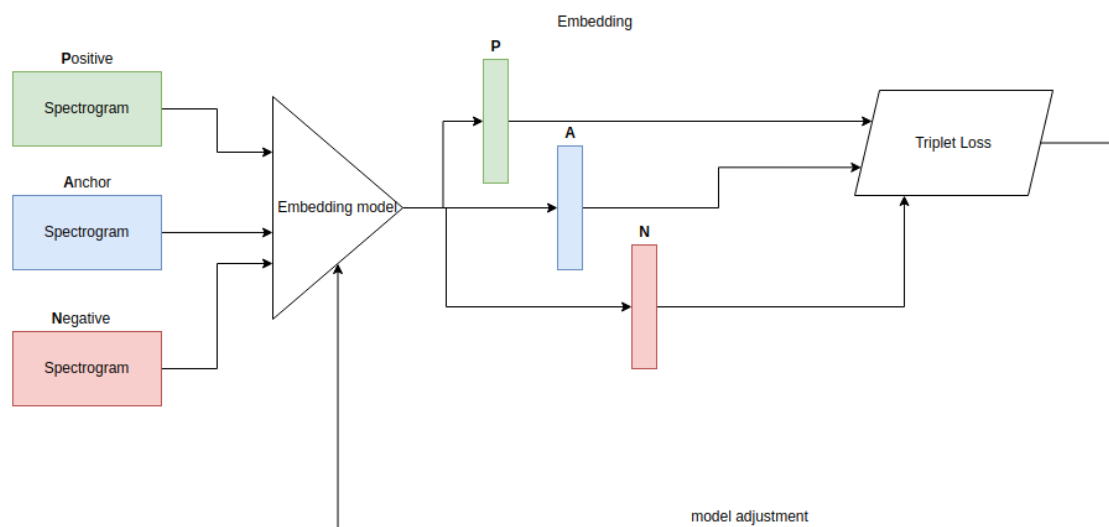 Embedding
Positive
Spectrogram
P
A
Triplet Loss
Anchor
Spectrogram
Embedding model
N
Negative
Spectrogram
model adjustment